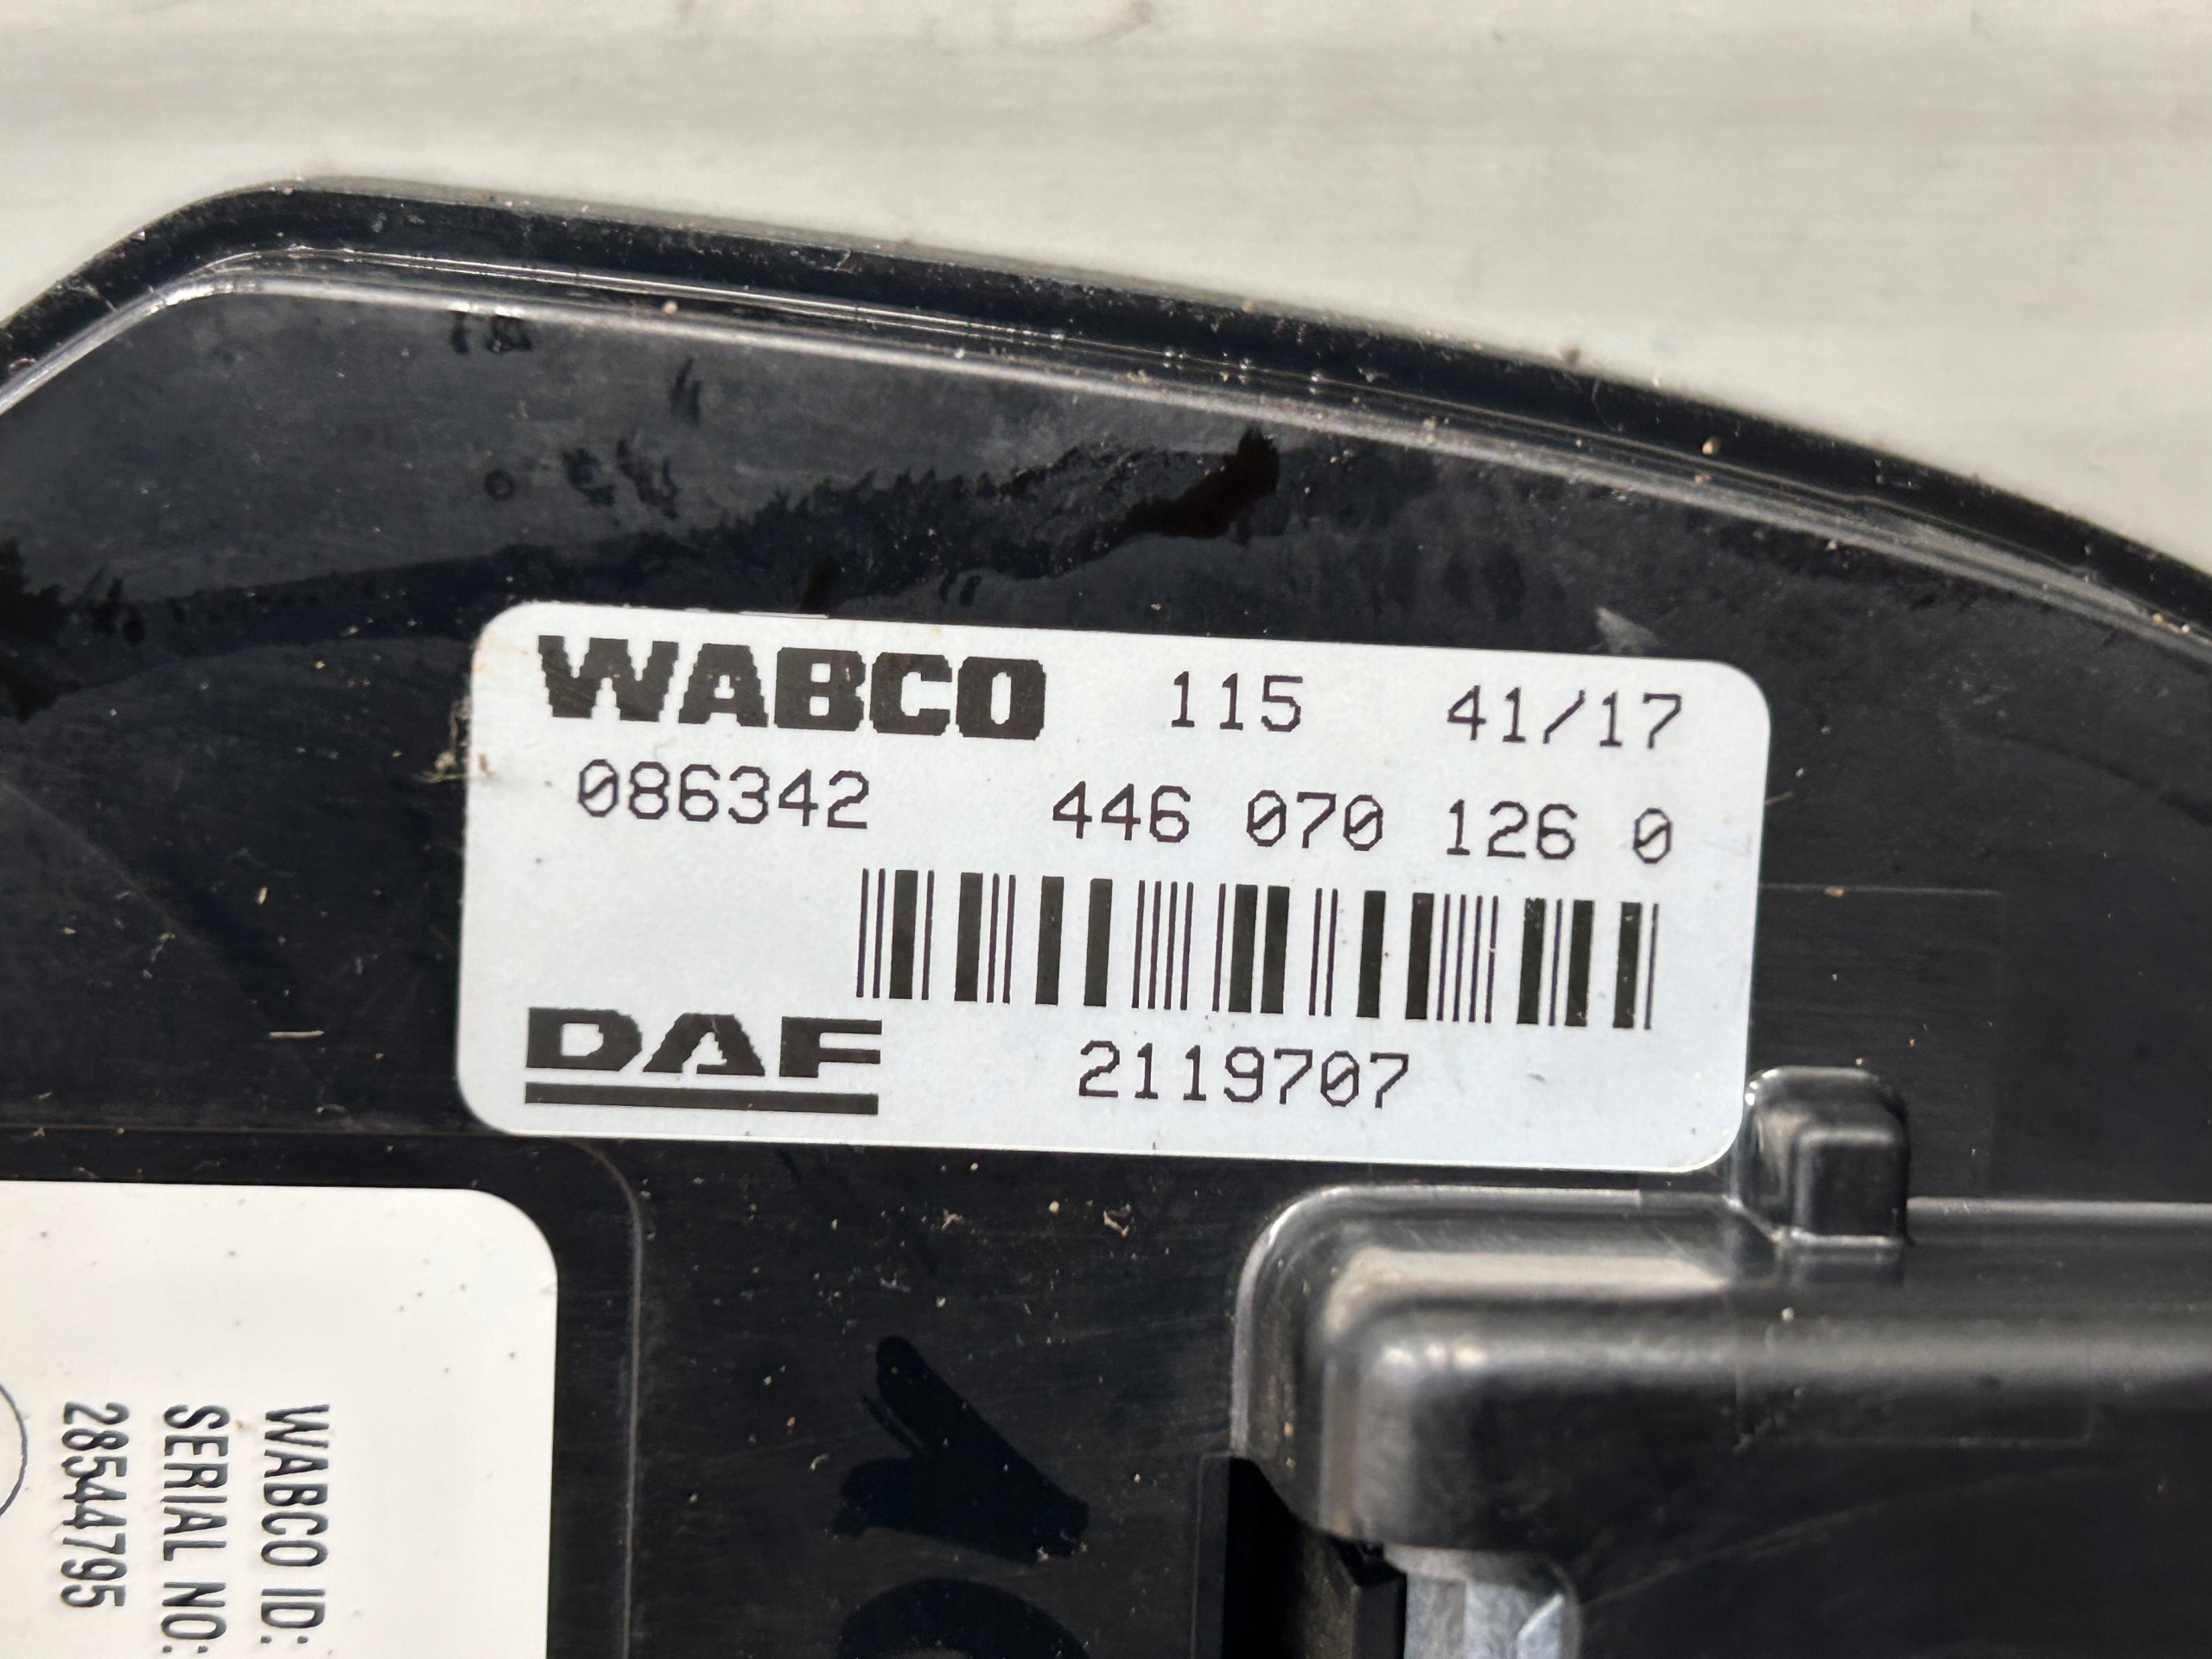 WABCO 115 41/17
086342 446 070 126 0
DAF 2119707
WABCO ID:
SERIAL NO:
28544795